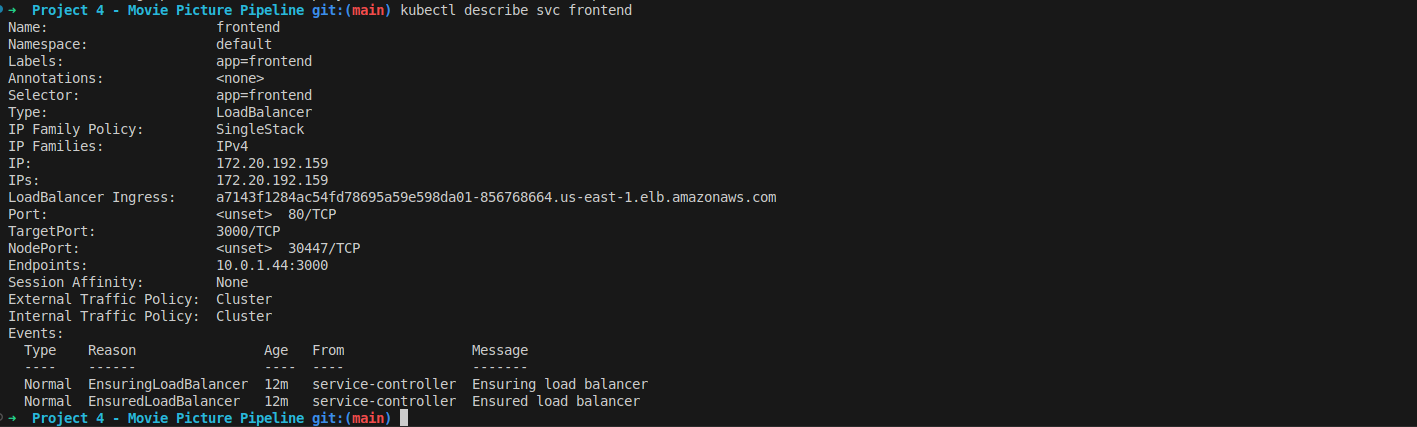 ➜  Project 4 - Movie Picture Pipeline git:(main) kubectl describe svc frontend
Name:                     frontend
Namespace:                default
Labels:                   app=frontend
Annotations:              <none>
Selector:                 app=frontend
Type:                     LoadBalancer
IP Family Policy:         SingleStack
IP Families:              IPv4
IP:                       172.20.192.159
IPs:                      172.20.192.159
LoadBalancer Ingress:     a7143f1284ac54fd78695a59e598da01-856768664.us-east-1.elb.amazonaws.com
Port:                     <unset>  80/TCP
TargetPort:               3000/TCP
NodePort:                 <unset>  30447/TCP
Endpoints:                10.0.1.44:3000
Session Affinity:         None
External Traffic Policy:  Cluster
Internal Traffic Policy:  Cluster
Events:
  Type    Reason                Age   From                Message
  ----    ------                ----  ----                -------
  Normal  EnsuringLoadBalancer  12m   service-controller  Ensuring load balancer
  Normal  EnsuredLoadBalancer   12m   service-controller  Ensured load balancer
➜  Project 4 - Movie Picture Pipeline git:(main)